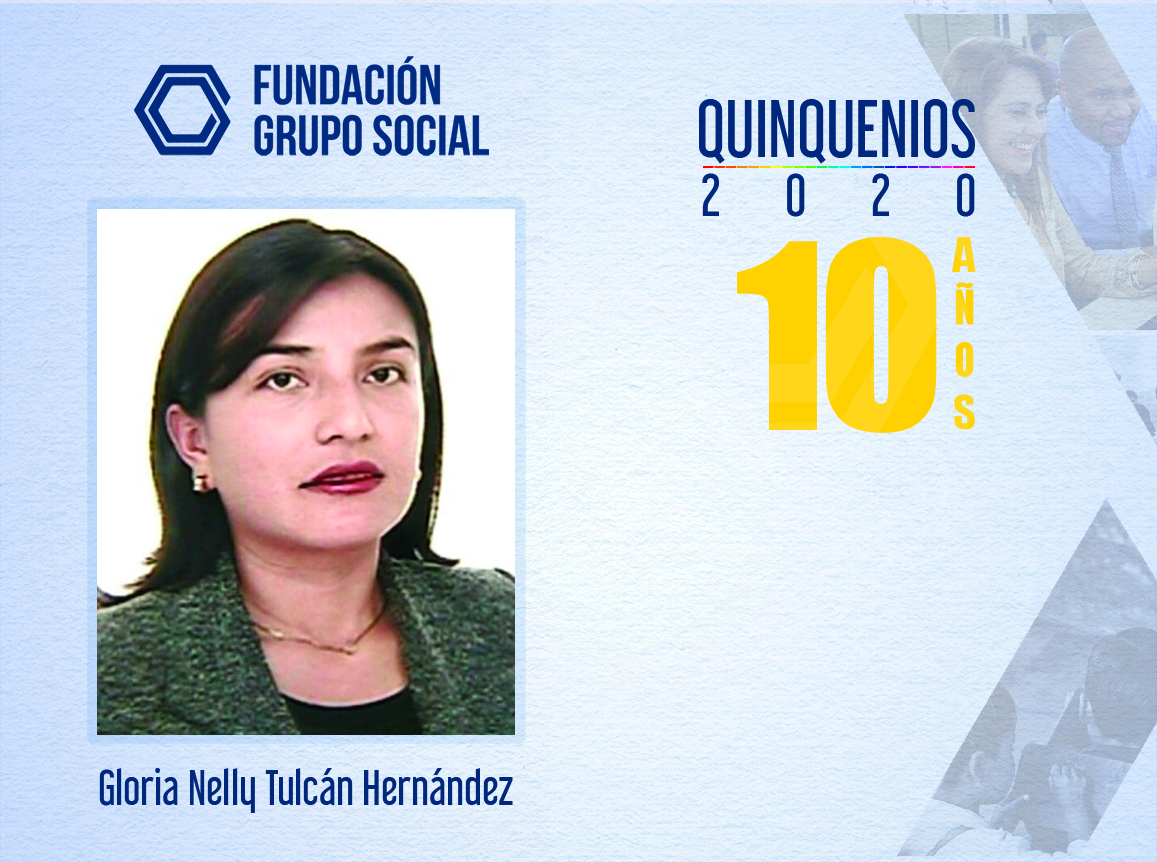 FUNDACIÓN
GRUPO SOCIAL
QUINQUENIOS
2020
10 AÑOS
Gloria Nelly Tulcán Hernández